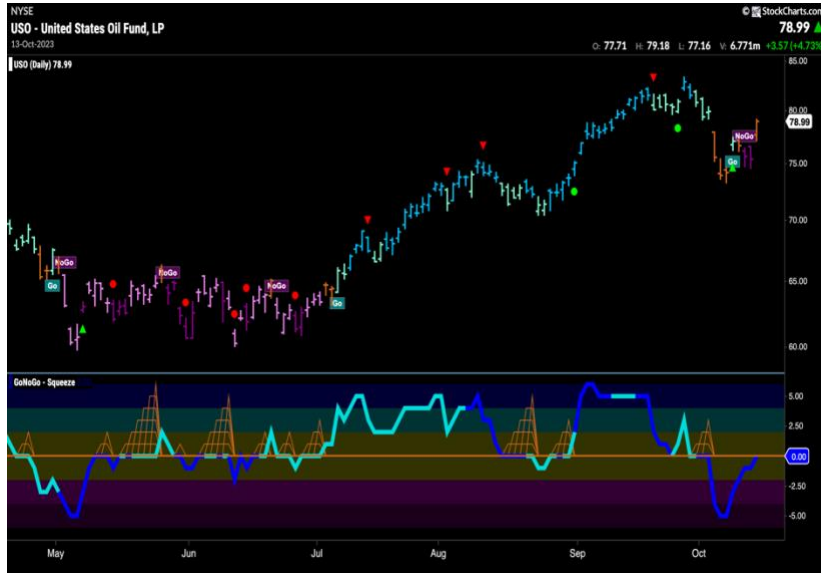 NYSE
© StockCharts.com
USO - United States Oil Fund, LP
78.99
13-Oct-2023
O: 77.71 H: 79.18 L: 77.16 V: 6.771m +3.57 (+4.73%)
USO (Daily) 78.99
85.00
80.00
78.99
NoGo
Go
75.00
70.00
NoGo
NoGo
NoGo
65.00
Go
Go
60.00
GoNoGo - Squeeze
5.00
2.50
0.00
-2.50
-5.00
May Jun Jul Aug Sep Oct